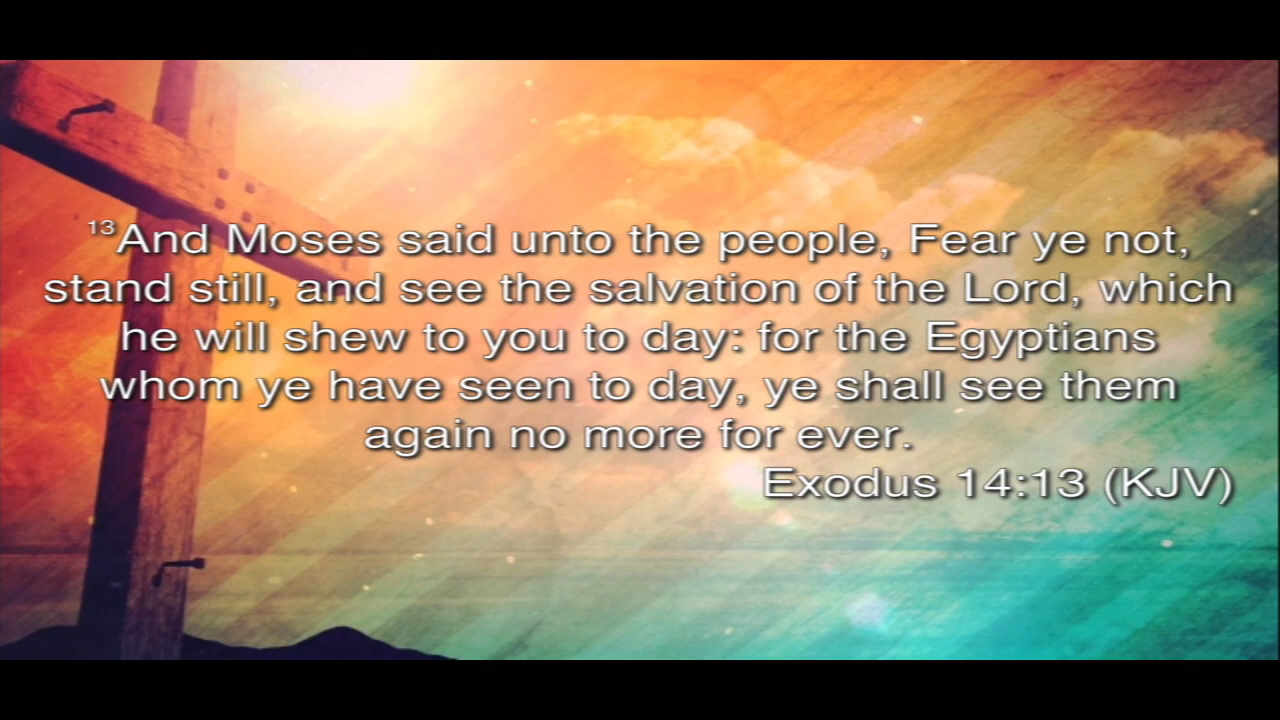 13And Moses said unto the people, Fear ye not,
stand still, and see the salvation of the Lord, which
he will shew to you to day: for the Egyptians
whom ye have seen to day, ye shall see them
again no more for ever.
Exodus 14:13 (KJV)